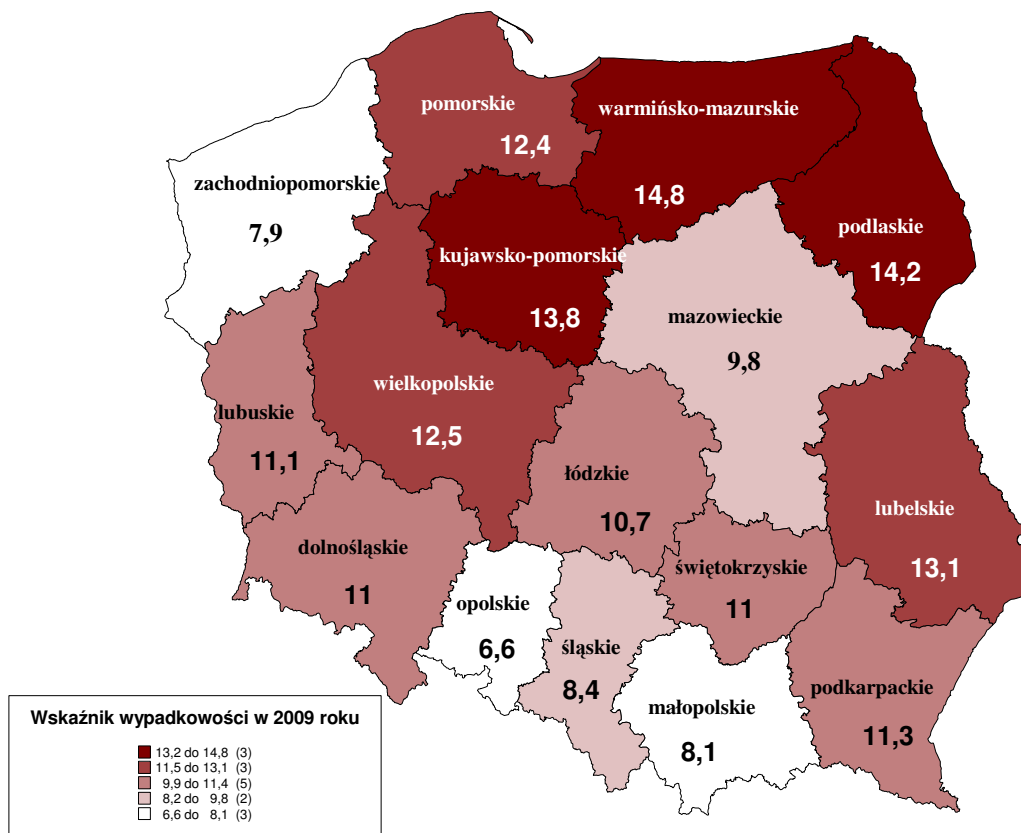 pomorskie
12,4
warmińsko-mazurskie
14,8
zachodniopomorskie
7,9
podlaskie
14,2
kujawsko-pomorskie
13,8
mazowieckie
9,8
wielkopolskie
12,5
lubuskie
11,1
łódzkie
10,7
lubelskie
13,1
dolnośląskie
11
świętokrzyskie
11
opolskie
6,6
śląskie
8,4
małopolskie
8,1
podkarpackie
11,3
Wskaźnik wypadkowości w 2009 roku
13,2 do 14,8 (3)
11,5 do 13,1 (3)
9,9 do 11,4 (5)
8,2 do 9,8 (2)
6,6 do 8,1 (3)